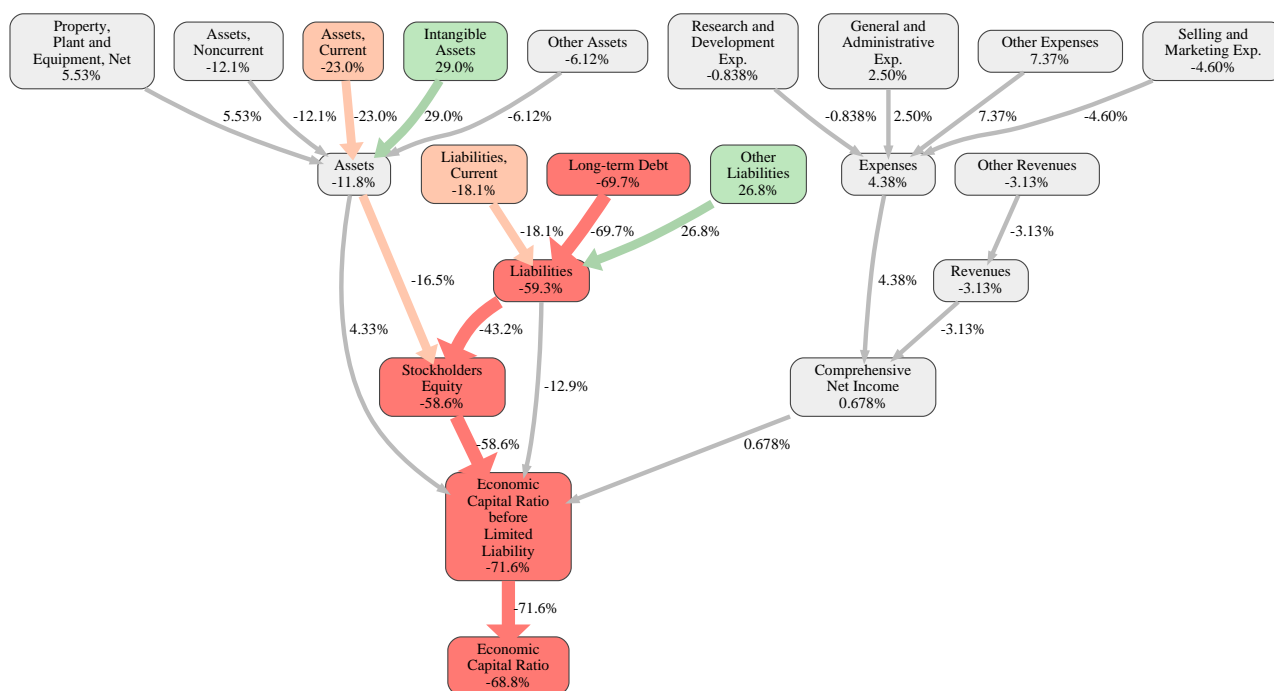 Property,
Plant and
Equipment, Net
5.53%
Assets,
Noncurrent
-12.1%
Assets,
Current
-23.0%
Intangible
Assets
29.0%
Other Assets
-6.12%
Research and
Development
Exp.
-0.838%
General and
Administrative
Exp.
2.50%
Other Expenses
7.37%
Selling and
Marketing Exp.
-4.60%
5.53%
-12.1%
-23.0%
29.0%
-6.12%
-0.838%
2.50%
7.37%
-4.60%
Assets
-11.8%
Liabilities,
Current
-18.1%
Long-term Debt
-69.7%
Other
Liabilities
26.8%
Expenses
4.38%
Other Revenues
-3.13%
-18.1%
-69.7%
26.8%
-3.13%
Liabilities
-59.3%
Revenues
-3.13%
-16.5%
4.38%
4.33%
-43.2%
-3.13%
Stockholders
Equity
-58.6%
-12.9%
Comprehensive
Net Income
0.678%
-58.6%
0.678%
Economic
Capital Ratio
before
Limited
Liability
-71.6%
-71.6%
Economic
Capital Ratio
-68.8%